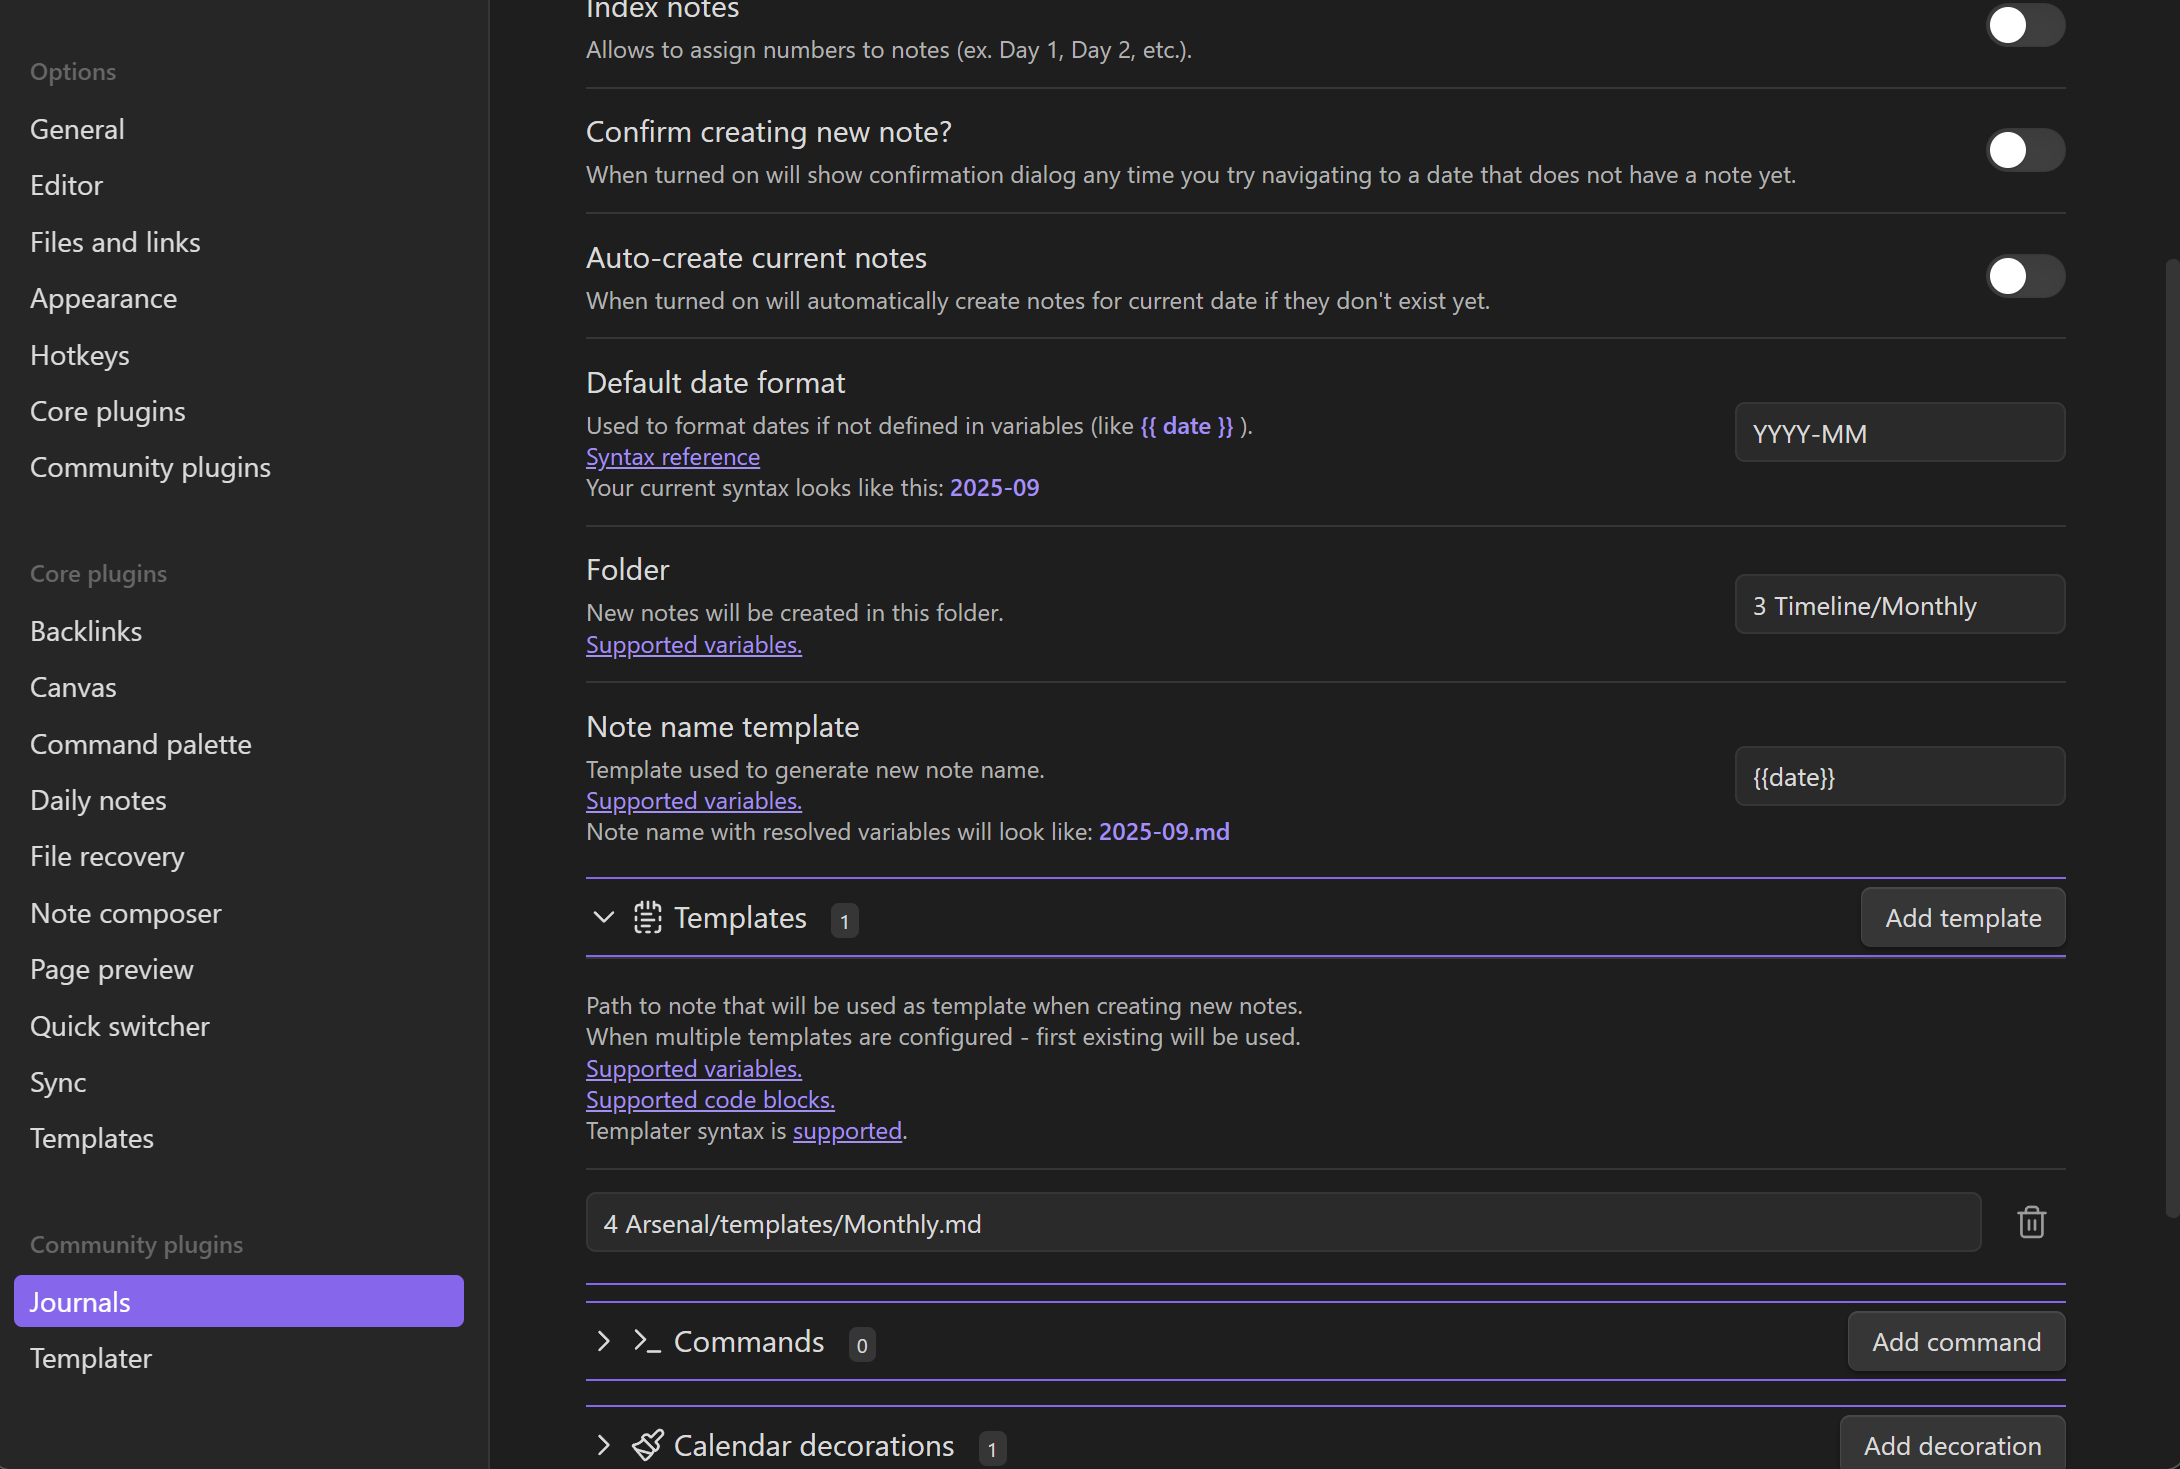 Options
General
Editor
Files and links
Appearance
Hotkeys
Core plugins
Community plugins
Core plugins
Backlinks
Canvas
Command palette
Daily notes
File recovery
Note composer
Page preview
Quick switcher
Sync
Templates
Community plugins
Journals
Templater
Index notes
Allows to assign numbers to notes (ex. Day 1, Day 2, etc.).
Confirm creating new note?
When turned on will show confirmation dialog any time you try navigating to a date that does not have a note yet.
Auto-create current notes
When turned on will automatically create notes for current date if they don't exist yet.
Default date format
Used to format dates if not defined in variables (like {{ date }} ).
Syntax reference
Your current syntax looks like this: 2025-09
YYYY-MM
Folder
New notes will be created in this folder.
Supported variables.
3 Timeline/Monthly
Note name template
Template used to generate new note name.
Supported variables.
Note name with resolved variables will look like: 2025-09.md
{{date}}
Templates 1
Add template
Path to note that will be used as template when creating new notes.
When multiple templates are configured - first existing will be used.
Supported variables.
Supported code blocks.
Templater syntax is supported.
4 Arsenal/templates/Monthly.md
Commands 0
Add command
Calendar decorations 1
Add decoration